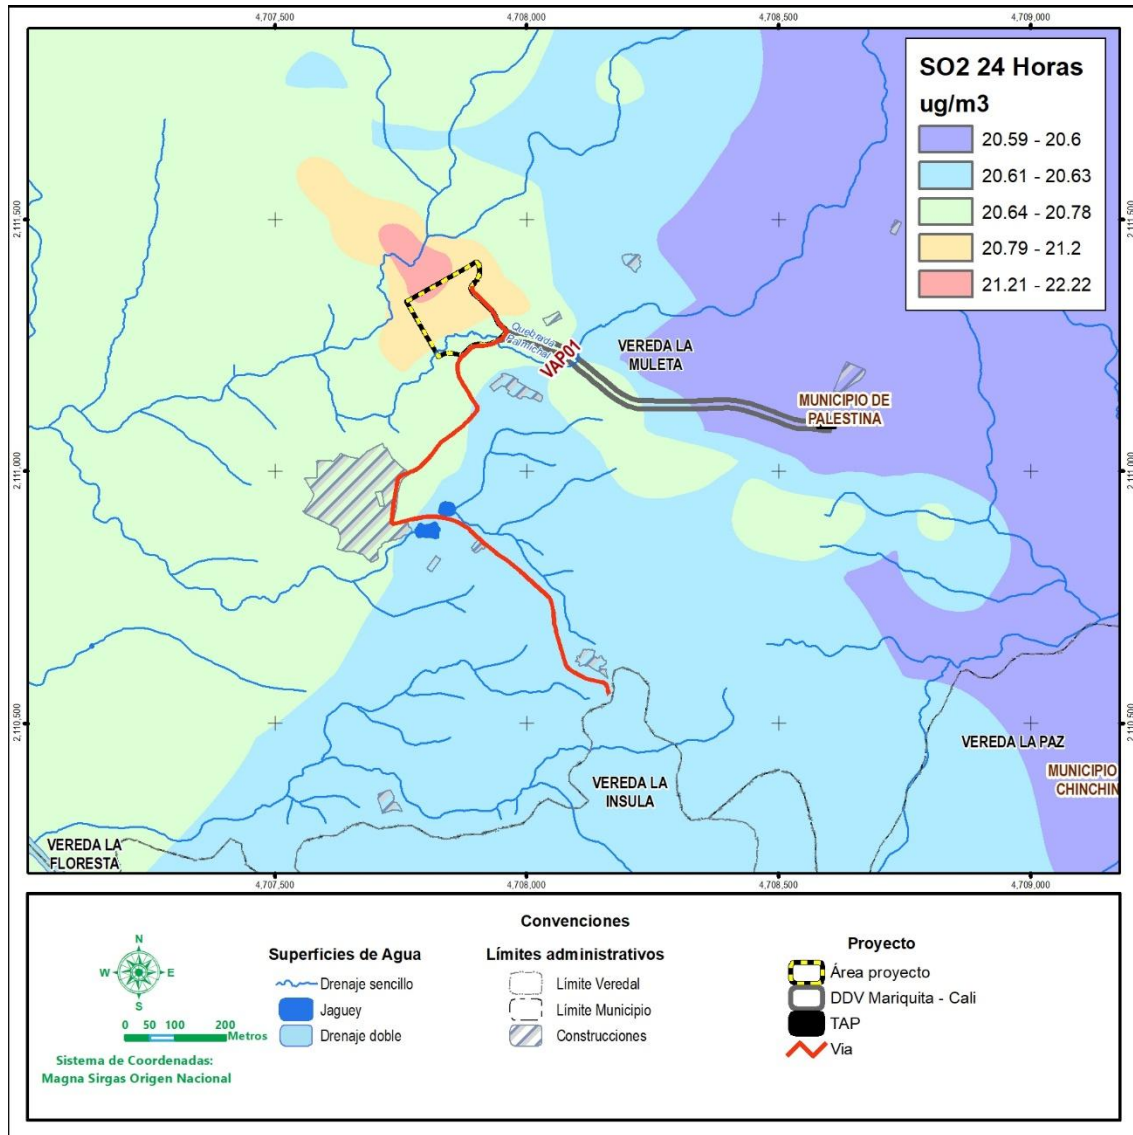 4,707,500
4,708,000
4,708,500
4,709,000
SO2 24 Horas
ug/m3
20.59 - 20.6
20.61 - 20.63
20.64 - 20.78
20.79 - 21.2
21.21 - 22.22
2,111,500
2,111,500
Quebrada
Palmichal
VAP01
VEREDA LA
MULETA
MUNICIPIO DE
PALESTINA
2,111,000
2,111,000
2,110,500
2,110,500
VEREDA LA PAZ
MUNICIPIO
CHINCHIN
VEREDA LA
INSULA
VEREDA LA
FLORESTA
4,707,500
4,708,000
4,708,500
4,709,000
Convenciones
N
W
E
S
0 50 100 200
Metros
Sistema de Coordenadas:
Magna Sirgas Origen Nacional
Superficies de Agua
Drenaje sencillo
Jaguey
Drenaje doble
Límites administrativos
Límite Veredal
Límite Municipio
Construcciones
Proyecto
Área proyecto
DDV Mariquita - Cali
TAP
Via